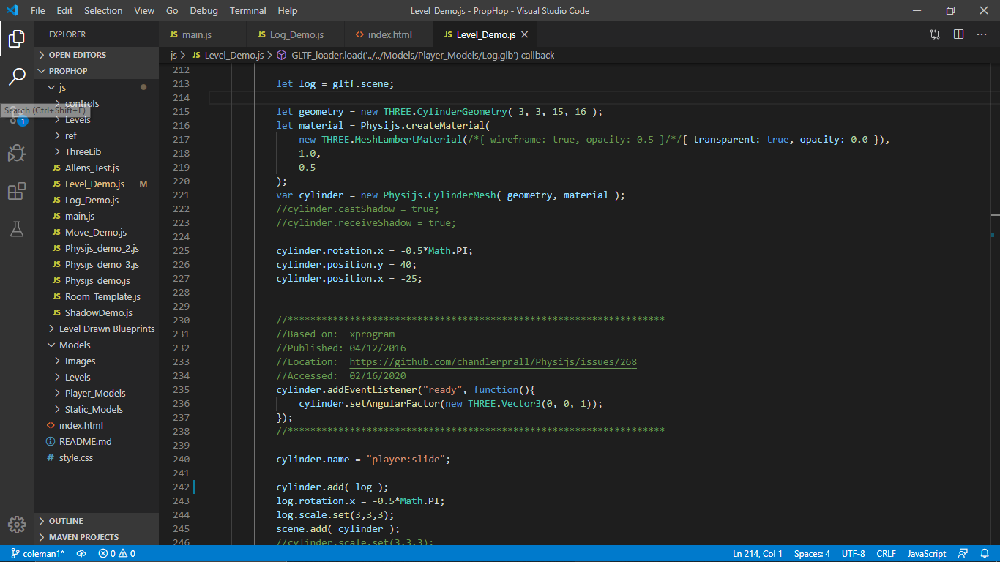 File Edit Selection View Go Debug Terminal Help Level_Demo.js - PropHop - Visual Studio Code
EXPLORER
JS main.js
JS Log_Demo.js
<> index.html
JS Level_Demo.js
OPEN EDITORS
PROPHOP
js
controls
Search (Ctrl+Shift+F)
1
Levels
ref
ThreeLib
JS Allens_Test.js
JS Level_Demo.js M
JS Log_Demo.js
JS main.js
JS Move_Demo.js
JS Physijs_demo_2.js
JS Physijs_demo_3.js
JS Physijs_demo.js
JS Room_Template.js
JS ShadowDemo.js
Level Drawn Blueprints
Models
Images
Levels
Player_Models
Static_Models
<> index.html
README.md
# style.css
OUTLINE
MAVEN PROJECTS
js > JS Level_Demo.js > GLTF_loader.load('../../Models/Player_Models/Log.glb') callback
212
213 let log = gltf.scene;
214
215 let geometry = new THREE.CylinderGeometry( 3, 3, 15, 16 );
216 let material = Physijs.createMaterial(
217 new THREE.MeshLambertMaterial(/*{ wireframe: true, opacity: 0.5 }/*/{ transparent: true, opacity: 0.0 }),
218 1.0,
219 0.5
220 );
221 var cylinder = new Physijs.CylinderMesh( geometry, material );
222 //cylinder.castShadow = true;
223 //cylinder.receiveShadow = true;
224
225 cylinder.rotation.x = -0.5*Math.PI;
226 cylinder.position.y = 40;
227 cylinder.position.x = -25;
228
229
230 //*******************************************************************
231 //Based on: xprogram
232 //Published: 04/12/2016
233 //Location: https://github.com/chandlerprall/Physijs/issues/268
234 //Accessed: 02/16/2020
235 cylinder.addEventListener("ready", function(){
236 cylinder.setAngularFactor(new THREE.Vector3(0, 0, 1));
237 });
238 //*******************************************************************
239
240 cylinder.name = "player:slide";
241
242 cylinder.add( log );
243 log.rotation.x = -0.5*Math.PI;
244 log.scale.set(3,3,3);
245 scene.add( cylinder );
246 //cylinder.scale.set(3,3,3);
coleman1* 0 0 Ln 214, Col 1 Spaces: 4 UTF-8 CRLF JavaScript